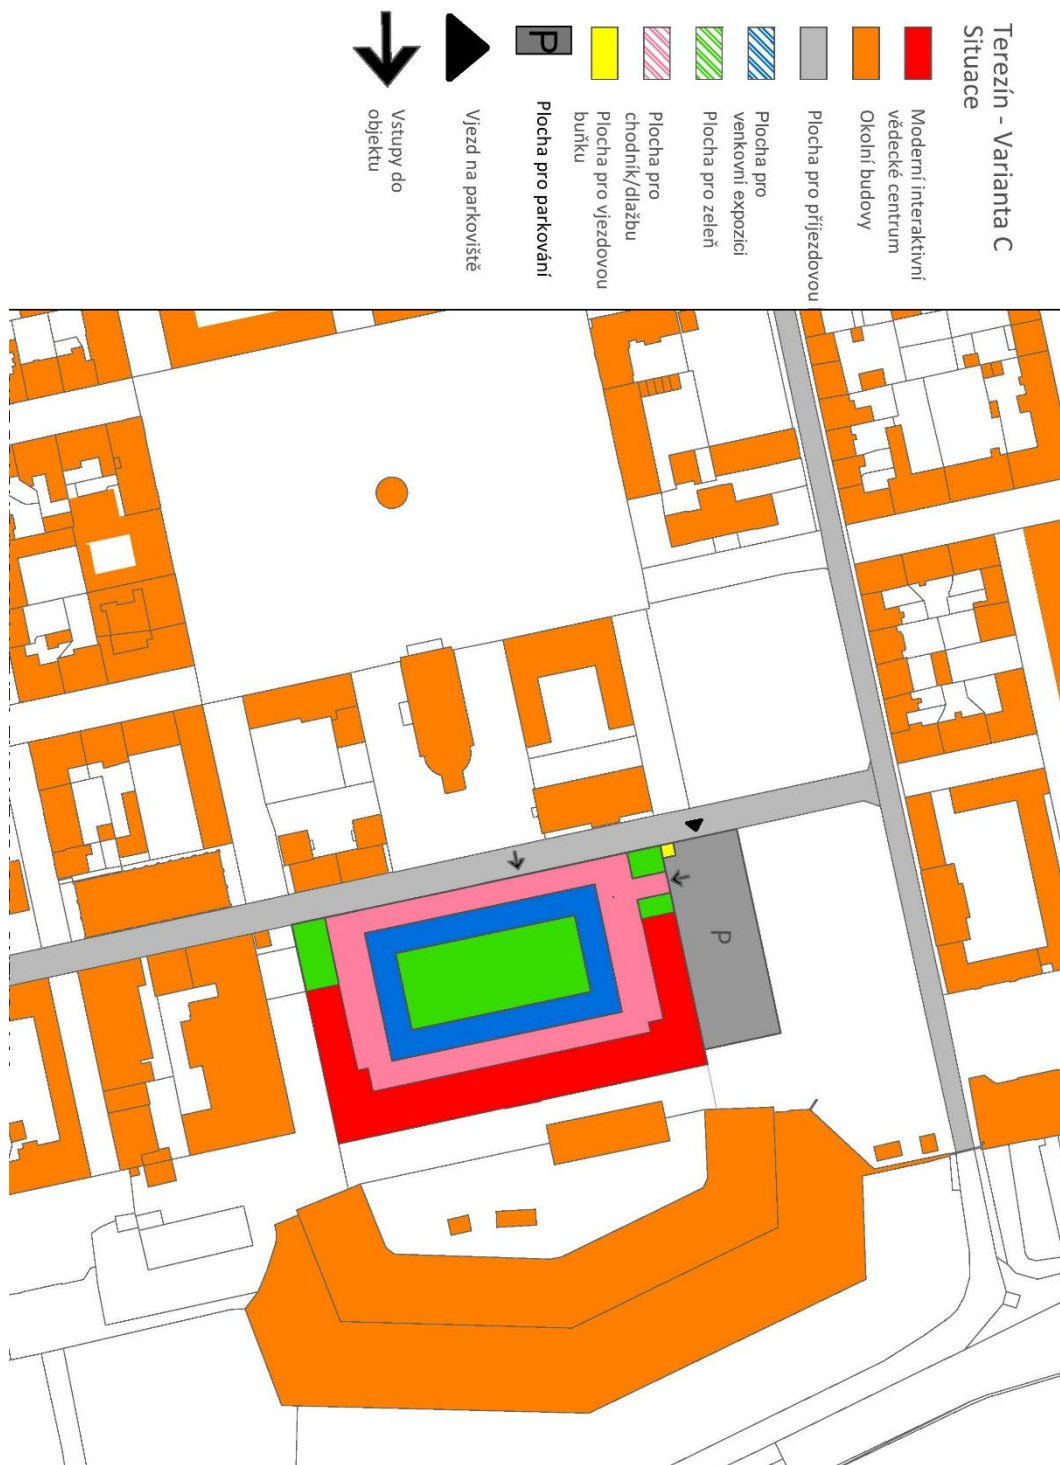 Terezín - Varianta C
Situace
Moderní interaktivní
vědecké centrum
Okolní budovy
Plocha pro příjezdovou
Plocha pro
venkovní expozici
Plocha pro zeleň
Plocha pro
chodník/dlažbu
Plocha pro vjezdovou
buňku
P
Plocha pro parkování
Vjezd na parkoviště
Vstupy do
objektu
P